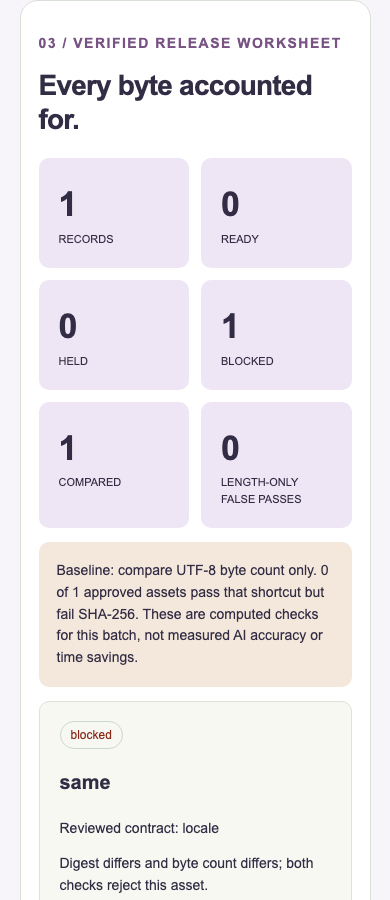 03 / VERIFIED RELEASE WORKSHEET
Every byte accounted
for.
1
RECORDS
0
READY
0
HELD
1
BLOCKED
1
COMPARED
0
LENGTH-ONLY
FALSE PASSES
Baseline: compare UTF-8 byte count only. 0
of 1 approved assets pass that shortcut but
fail SHA-256. These are computed checks
for this batch, not measured AI accuracy or
time savings.
blocked
same
Reviewed contract: locale
Digest differs and byte count differs; both
checks reject this asset.